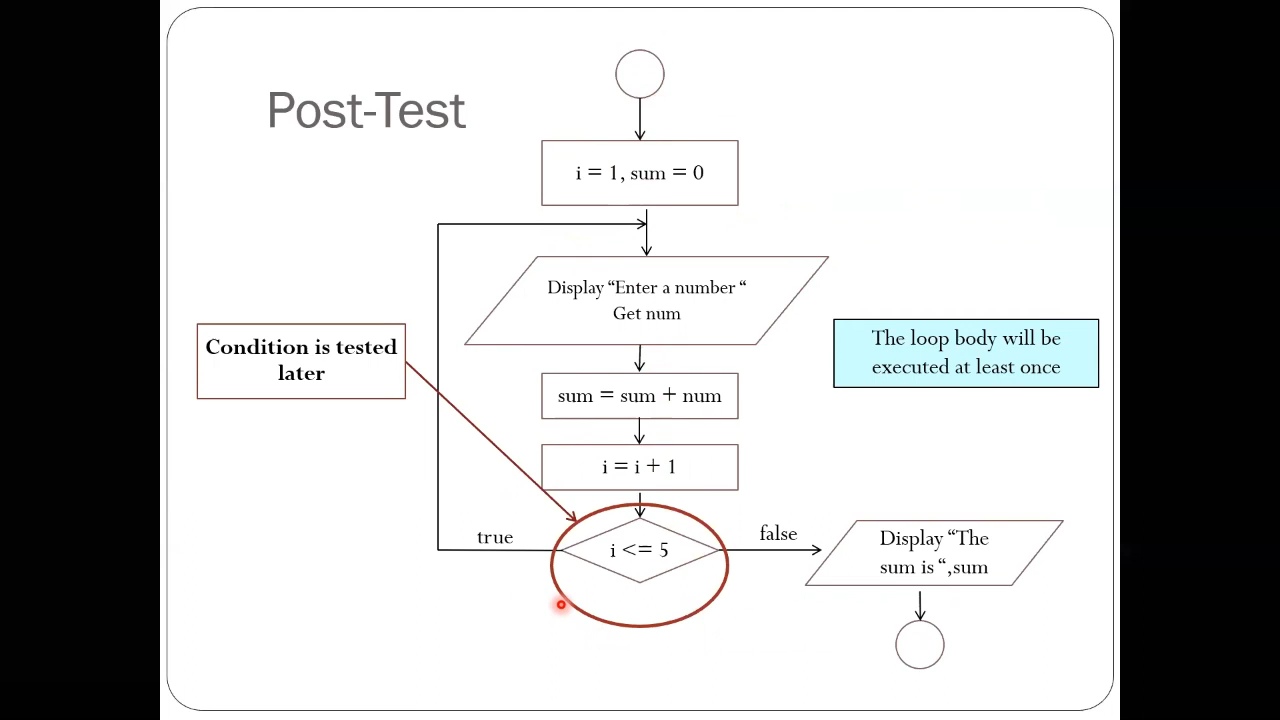 Post-Test
i = 1, sum = 0
Display “Enter a number “
Get num
Condition is tested
later
The loop body will be
executed at least once
sum = sum + num
i = i + 1
true
i <= 5
false
Display “The
sum is “,sum